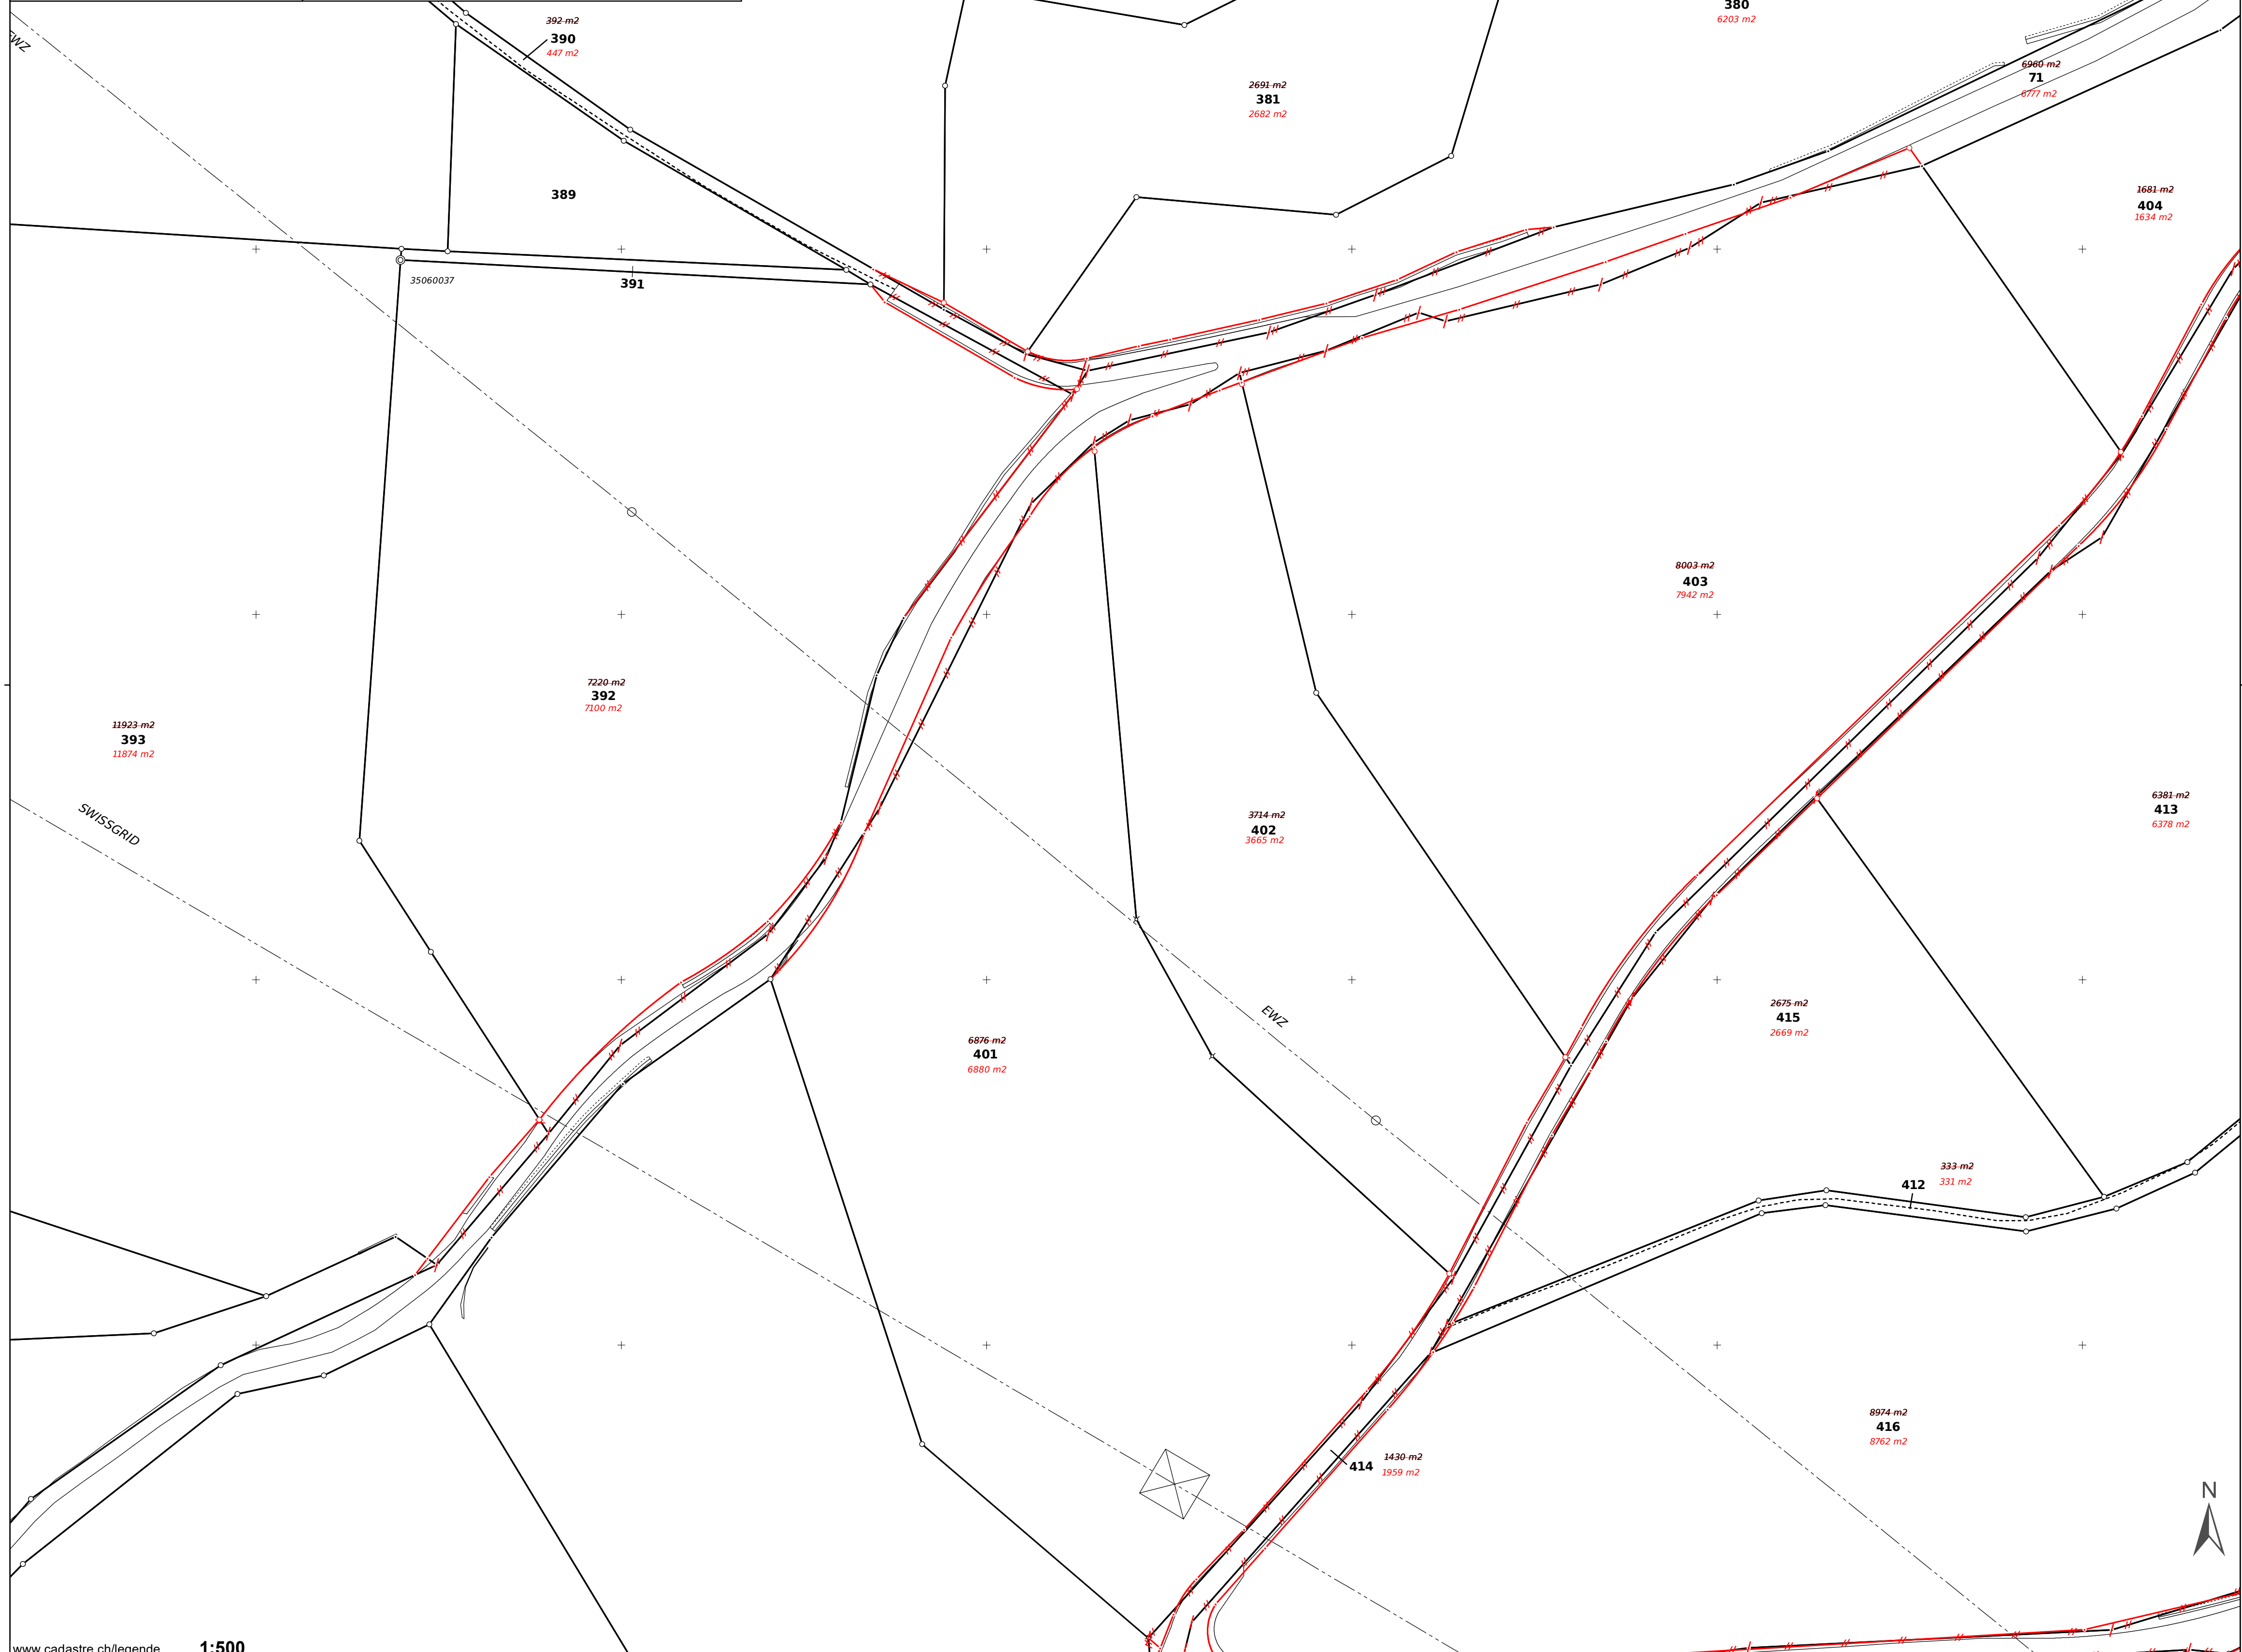 392 m2
390
447 m2
380
6203 m2
EWZ
2691 m2
381
2682 m2
6960 m2
71
6777 m2
389
1681 m2
404
1634 m2
35060037
391
8003 m2
403
7942 m2
7220 m2
392
7100 m2
11923 m2
393
11874 m2
SWISSGRID
3714 m2
402
3665 m2
6381 m2
413
6378 m2
EWZ
2675 m2
415
2669 m2
6876 m2
401
6880 m2
333 m2
412
331 m2
8974 m2
416
8762 m2
1430 m2
414
1959 m2
N
www.cadastre.ch/legende 1:500